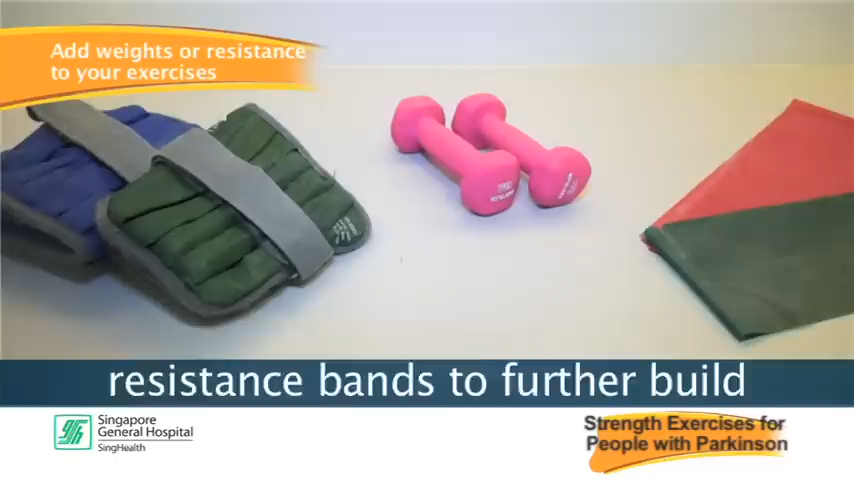 Add weights or resistance
to your exercises
resistance bands to further build
Singapore
General Hospital
SingHealth
Strength Exercises for
People with Parkinson